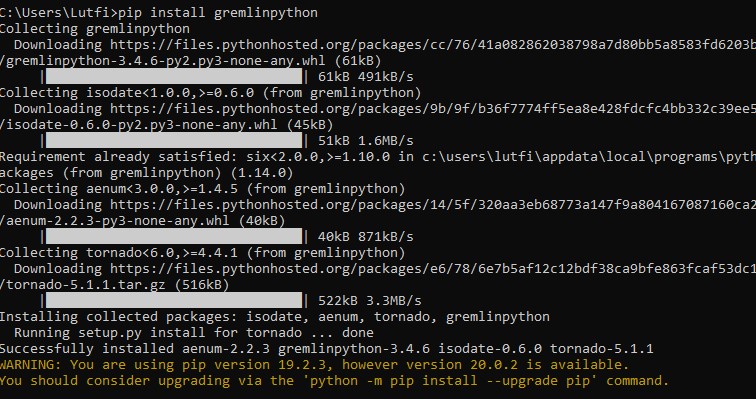 C:\Users\Lutfi>pip install gremlinpython
Collecting gremlinpython
  Downloading https://files.pythonhosted.org/packages/cc/76/41a082862038798a7d80bb5a8583fd6203b
/gremlinpython-3.4.6-py2.py3-none-any.whl (61kB)
     |████████████████████████████████| 61kB 491kB/s
Collecting isodate<1.0.0,>=0.6.0 (from gremlinpython)
  Downloading https://files.pythonhosted.org/packages/9b/9f/b36f7774ff5ea8e428fdcfc4bb332c39ee5
/isodate-0.6.0-py2.py3-none-any.whl (45kB)
     |████████████████████████████████| 51kB 1.6MB/s
Requirement already satisfied: six<2.0.0,>=1.10.0 in c:\users\lutfi\appdata\local\programs\pyth
ackages (from gremlinpython) (1.14.0)
Collecting aenum<3.0.0,>=1.4.5 (from gremlinpython)
  Downloading https://files.pythonhosted.org/packages/14/5f/320aa3eb68773a147f9a804167087160ca2
/aenum-2.2.3-py3-none-any.whl (40kB)
     |████████████████████████████████| 40kB 871kB/s
Collecting tornado<6.0,>=4.4.1 (from gremlinpython)
  Downloading https://files.pythonhosted.org/packages/e6/78/6e7b5af12c12bdf38ca9bfe863fcaf53dc1
/tornado-5.1.1.tar.gz (516kB)
     |████████████████████████████████| 522kB 3.3MB/s
Installing collected packages: isodate, aenum, tornado, gremlinpython
  Running setup.py install for tornado ... done
Successfully installed aenum-2.2.3 gremlinpython-3.4.6 isodate-0.6.0 tornado-5.1.1
WARNING: You are using pip version 19.2.3, however version 20.0.2 is available.
You should consider upgrading via the 'python -m pip install --upgrade pip' command.